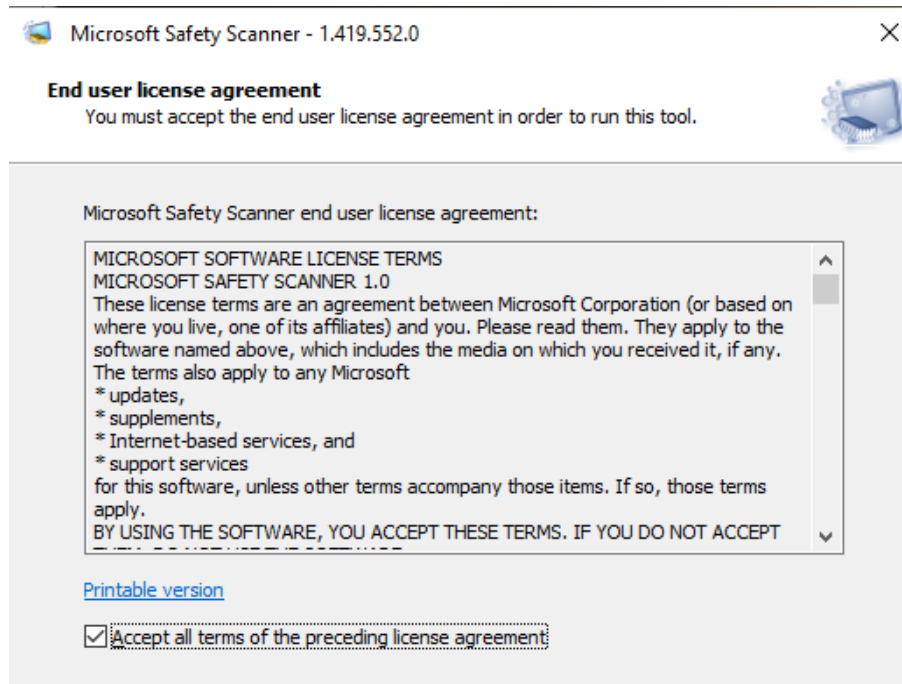 Microsoft Safety Scanner - 1.419.552.0
End user license agreement
You must accept the end user license agreement in order to run this tool.
Microsoft Safety Scanner end user license agreement:
MICROSOFT SOFTWARE LICENSE TERMS
MICROSOFT SAFETY SCANNER 1.0
These license terms are an agreement between Microsoft Corporation (or based on
where you live, one of its affiliates) and you. Please read them. They apply to the
software named above, which includes the media on which you received it, if any.
The terms also apply to any Microsoft
* updates,
* supplements,
* Internet-based services, and
* support services
for this software, unless other terms accompany those items. If so, those terms
apply.
BY USING THE SOFTWARE, YOU ACCEPT THESE TERMS. IF YOU DO NOT ACCEPT
Printable version
Accept all terms of the preceding license agreement